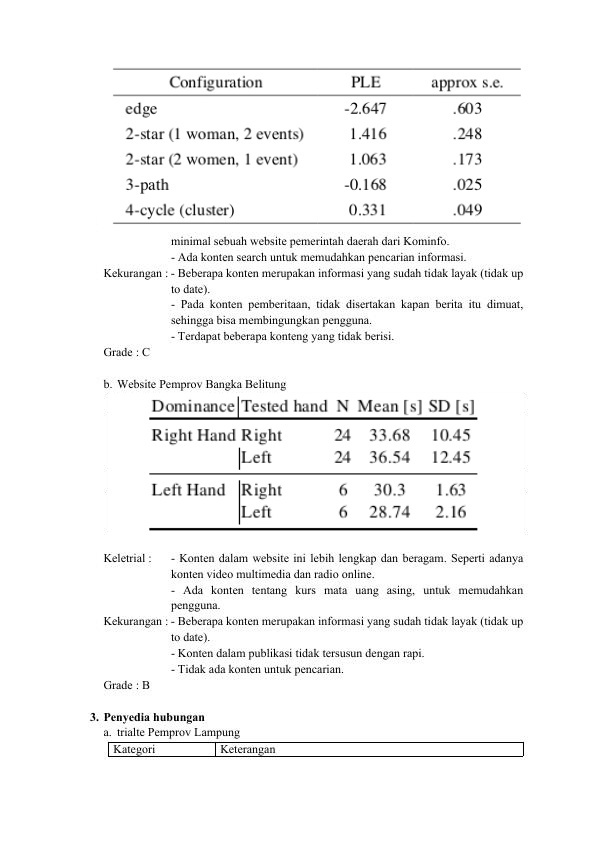 Configuration PLE approx s.e.
edge -2.647 .603
2-star (1 woman, 2 events) 1.416 .248
2-star (2 women, 1 event) 1.063 .173
3-path -0.168 .025
4-cycle (cluster) 0.331 .049
minimal sebuah website pemerintah daerah dari Kominfo.
- Ada konten search untuk memudahkan pencarian informasi.
Kekurangan : - Beberapa konten merupakan informasi yang sudah tidak layak (tidak up
to date).
- Pada konten pemberitaan, tidak disertakan kapan berita itu dimuat,
sehingga bisa membingungkan pengguna.
- Terdapat beberapa konteng yang tidak berisi.
Grade : C
b. Website Pemprov Bangka Belitung
Dominance Tested hand N Mean [s] SD [s]
Right Hand Right 24 33.68 10.45
Left 24 36.54 12.45
Left Hand Right 6 30.3 1.63
Left 6 28.74 2.16
Keletrial : - Konten dalam website ini lebih lengkap dan beragam. Seperti adanya
konten video multimedia dan radio online.
- Ada konten tentang kurs mata uang asing, untuk memudahkan
pengguna.
Kekurangan : - Beberapa konten merupakan informasi yang sudah tidak layak (tidak up
to date).
- Konten dalam publikasi tidak tersusun dengan rapi.
- Tidak ada konten untuk pencarian.
Grade : B
3. Penyedia hubungan
a. trialte Pemprov Lampung
Kategori Keterangan